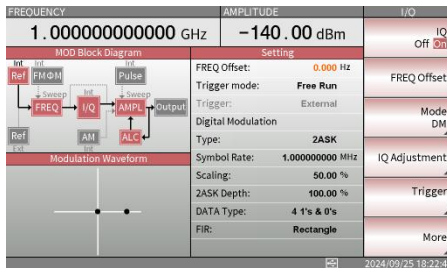 FREQUENCY
AMPLITUDE
I/Q
1.000000000000 GHz
−140.00 dBm
IQ
Off On
MOD Block Diagram
Int
Int
Int
Ref
FMΦM
Pulse
Sweep
Int
Sweep
FREQ
I/Q
AMPL
Output
Ref
AM
ALC
Ext
Int
Modulation Waveform
Setting
FREQ Offset: 0.000 Hz
Trigger mode: Free Run
Trigger: External
Digital Modulation
Type: 2ASK
Symbol Rate: 1.000000000 MHz
Scaling: 50.00 %
2ASK Depth: 100.00 %
DATA Type: 4 1's & 0's
FIR: Rectangle
FREQ Offset
Mode
DM
IQ Adjustment
Trigger
More
2024/09/25 18:22:4